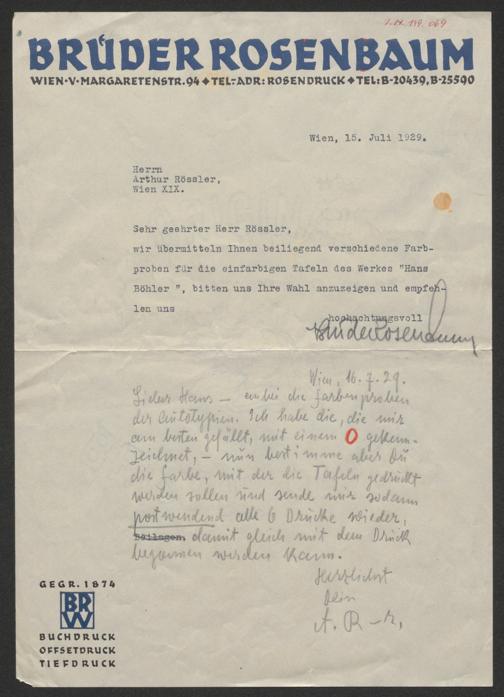 I.N. 199.069
BRÜDER ROSENBAUM
WIEN·V·MARGARETENSTR.94 ◆ TEL:-ADR: ROSENDRUCK ◆ TEL: B-20439, B-25590
Wien, 15. Juli 1929.
Herrn
Arthur Rössler,
Wien XIX.
Sehr geehrter Herr Rössler,
wir übermitteln Ihnen beiliegend verschiedene Farb-
proben für die einfarbigen Tafeln des Werkes "Hans
Böhler ", bitten uns Ihre Wahl anzuzeigen und empfeh-
len uns
hochachtungsvoll
Brüder Rosenbaum
Wien, 16.7.29.
Lieber Hans — anbei die Farbenproben
der Autotypien. Ich habe die, die mir
am besten gefällt, mit einem O gekenn-
zeichnet, – nun bestimme aber Du
die Farbe, mit der die Tafeln gedruckt
werden sollen und sende mir sodann
postwendend alle 6 Drucke wieder,
Beilagen. damit gleich mit dem Druck
begonnen werden kann.
Herzlichst
Dein
A. R–r.
GEGR. 1874
BRW
BUCHDRUCK
OFFSETDRUCK
TIEFDRUCK